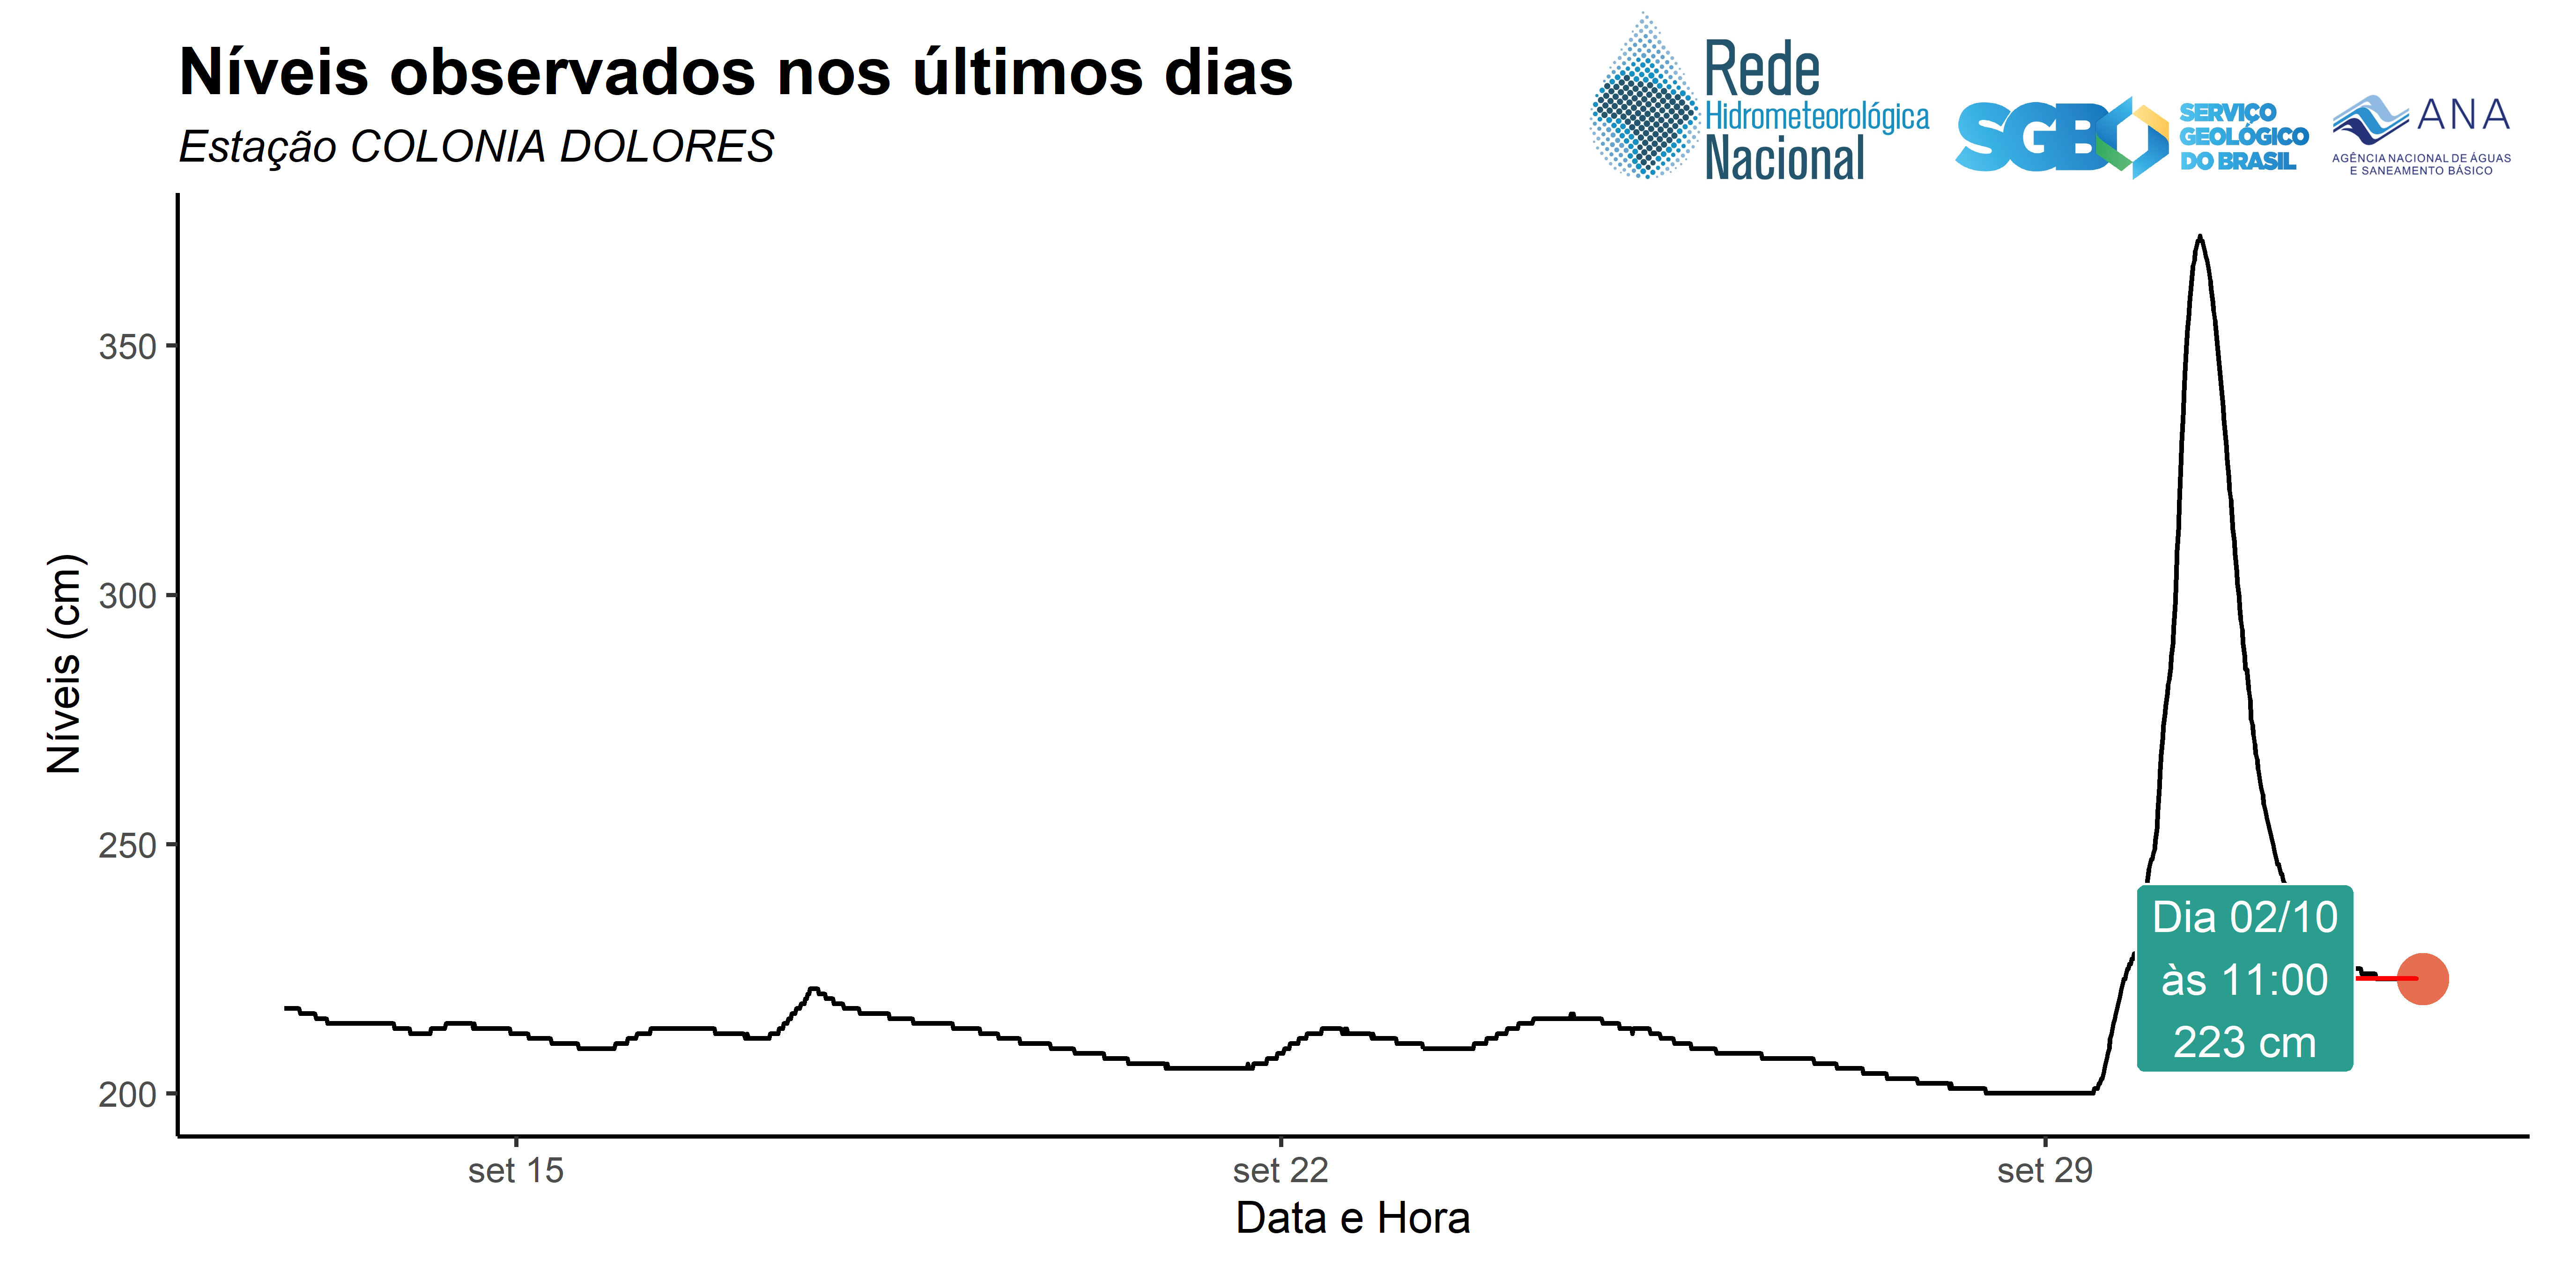 Níveis observados nos últimos dias
Estação COLONIA DOLORES
Rede
Hidrometeorológica
Nacional
SGB
SERVIÇO
GEOLÓGICO
DO BRASIL
ANA
AGÊNCIA NACIONAL DE ÁGUAS
E SANEAMENTO BÁSICO
Níveis (cm)
350
300
250
200
Dia 02/10
às 11:00
223 cm
set 15
set 22
set 29
Data e Hora